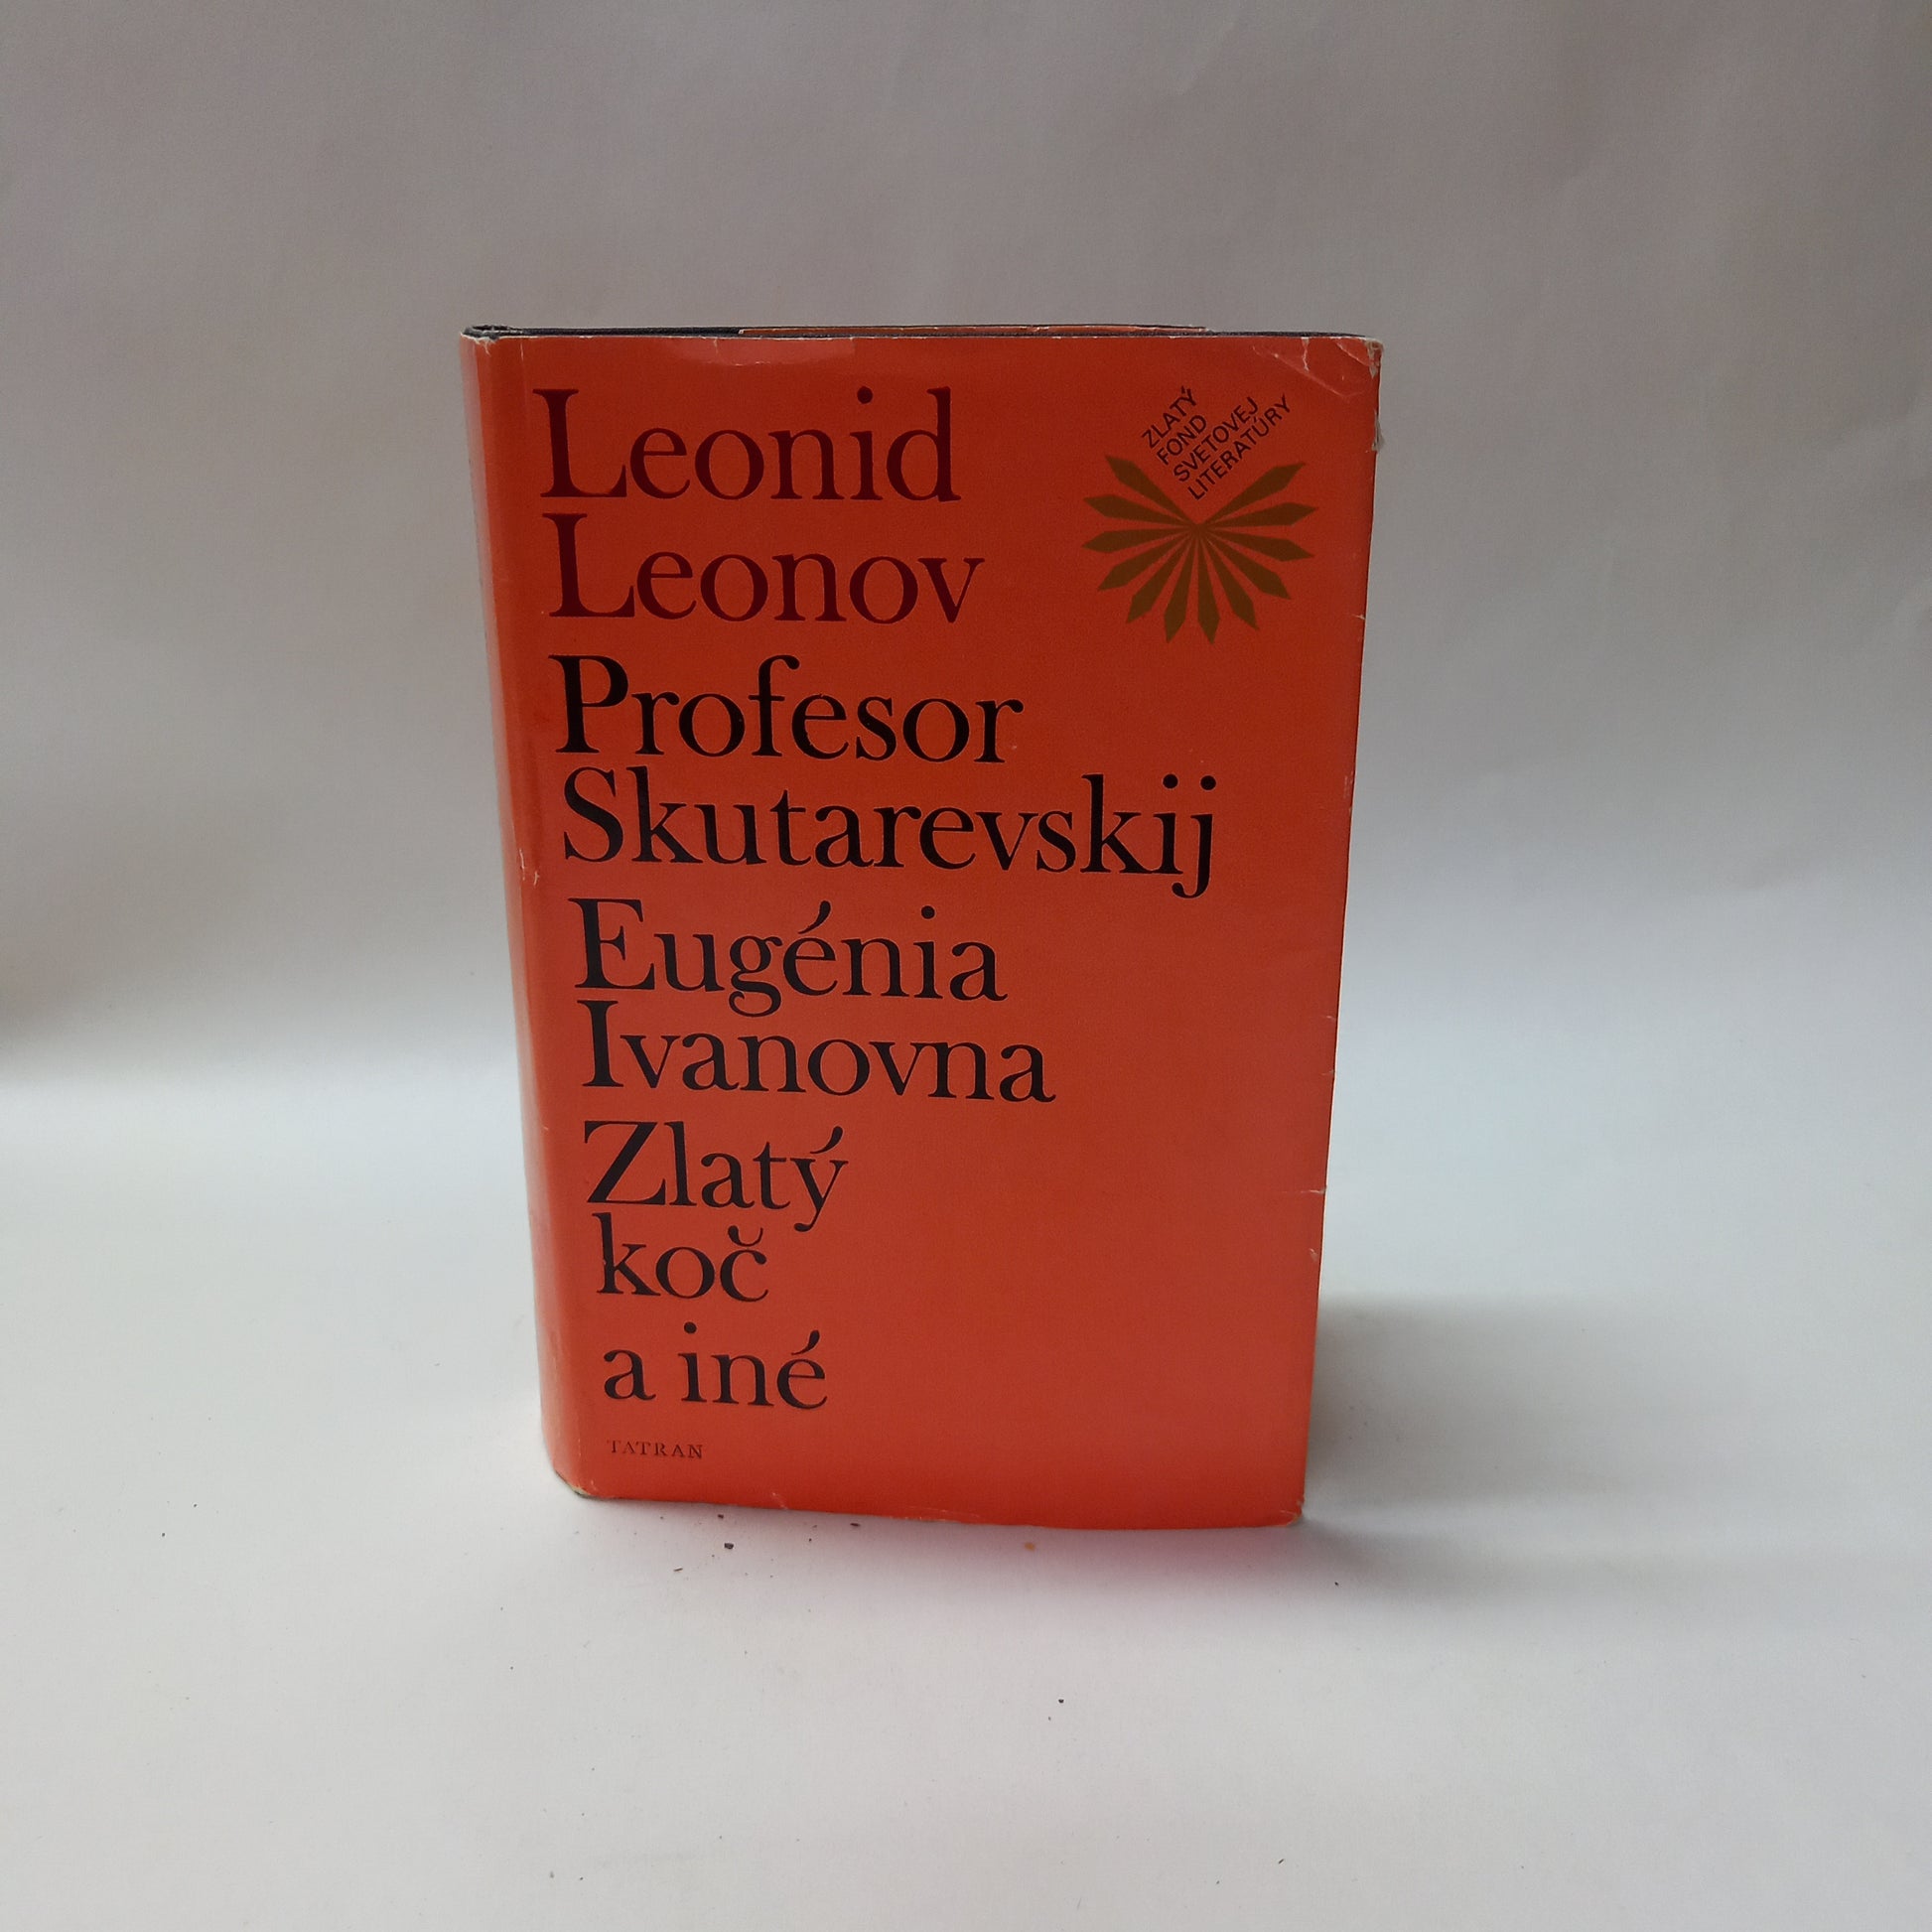 Leonid
Leonov
ZLATÝ
FOND
SVETOVEJ
LITERATÚRY
Profesor
Skutarevskij
Eugénia
Ivanovna
Zlatý
koč
a iné
TATRAN